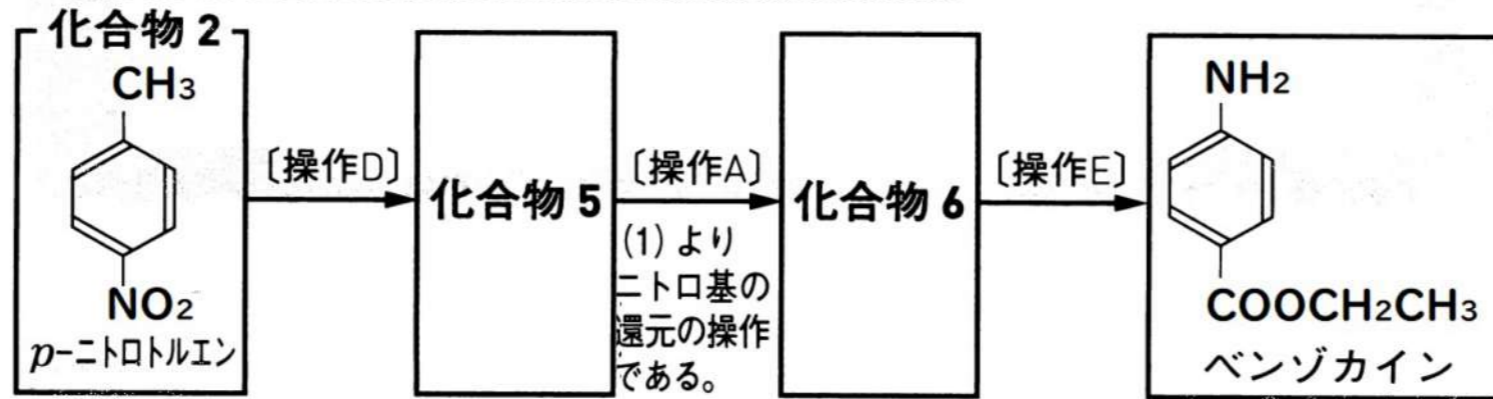 化合物2
CH3
NO2
p-ニトロトルエン
〔操作D〕
化合物5
〔操作A〕
(1)より
ニトロ基の
還元の操作
である。
化合物6
〔操作E〕
NH2
COOCH2CH3
ベンゾカイン